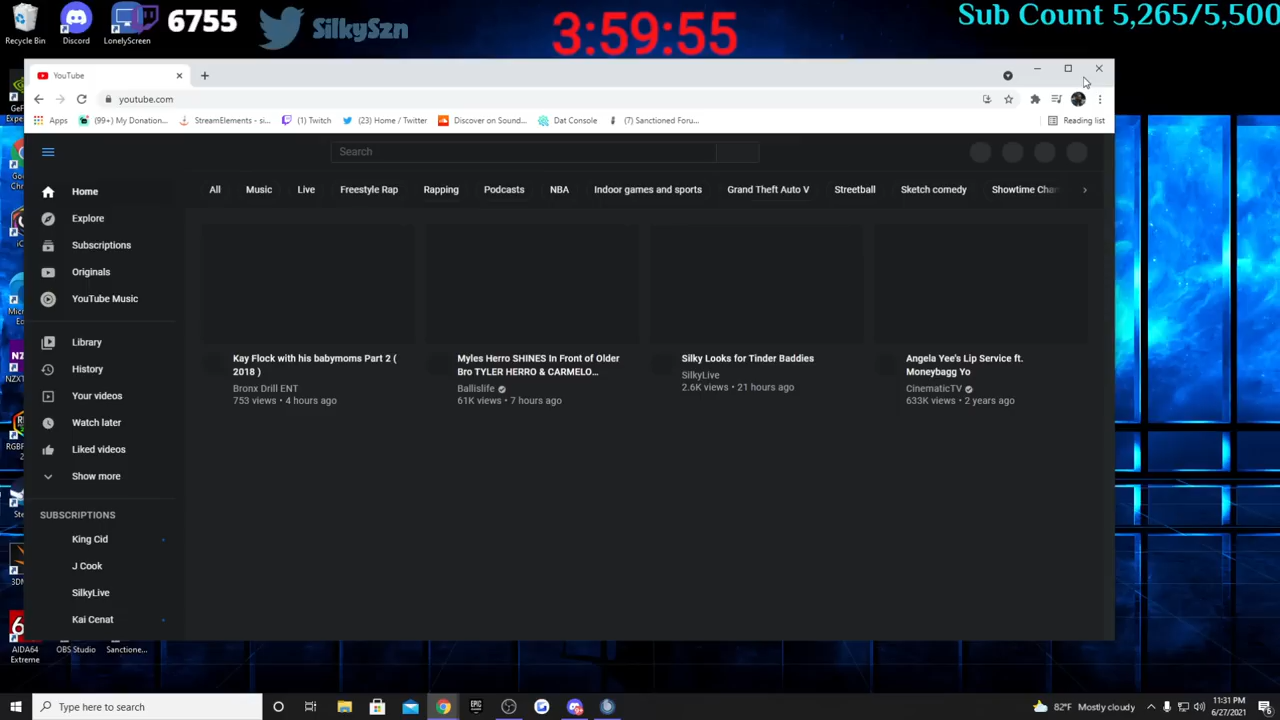 6755
SilkySzn
3:59:55
Sub Count 5,265/5,500
Recycle Bin
Discord
LonelyScreen
YouTube
youtube.com
Apps
(99+) My Donation...
StreamElements - si...
(1) Twitch
(23) Home / Twitter
Discover on Sound...
Dat Console
(7) Sanctioned Foru...
Reading list
Search
Home
Explore
Subscriptions
Originals
YouTube Music
Library
History
Your videos
Watch later
Liked videos
Show more
SUBSCRIPTIONS
King Cid
J Cook
SilkyLive
Kai Cenat
All
Music
Live
Freestyle Rap
Rapping
Podcasts
NBA
Indoor games and sports
Grand Theft Auto V
Streetball
Sketch comedy
Showtime Cha
Kay Flock with his babymoms Part 2 (
2018 )
Bronx Drill ENT
753 views • 4 hours ago
Myles Herro SHINES In Front of Older
Bro TYLER HERRO & CARMELO...
Ballislife
61K views • 7 hours ago
Silky Looks for Tinder Baddies
SilkyLive
2.6K views • 21 hours ago
Angela Yee's Lip Service ft.
Moneybagg Yo
CinematicTV
633K views • 2 years ago
AIDA64
Extreme
OBS Studio
Sanctione...
Type here to search
82°F Mostly cloudy
11:31 PM
6/27/2021